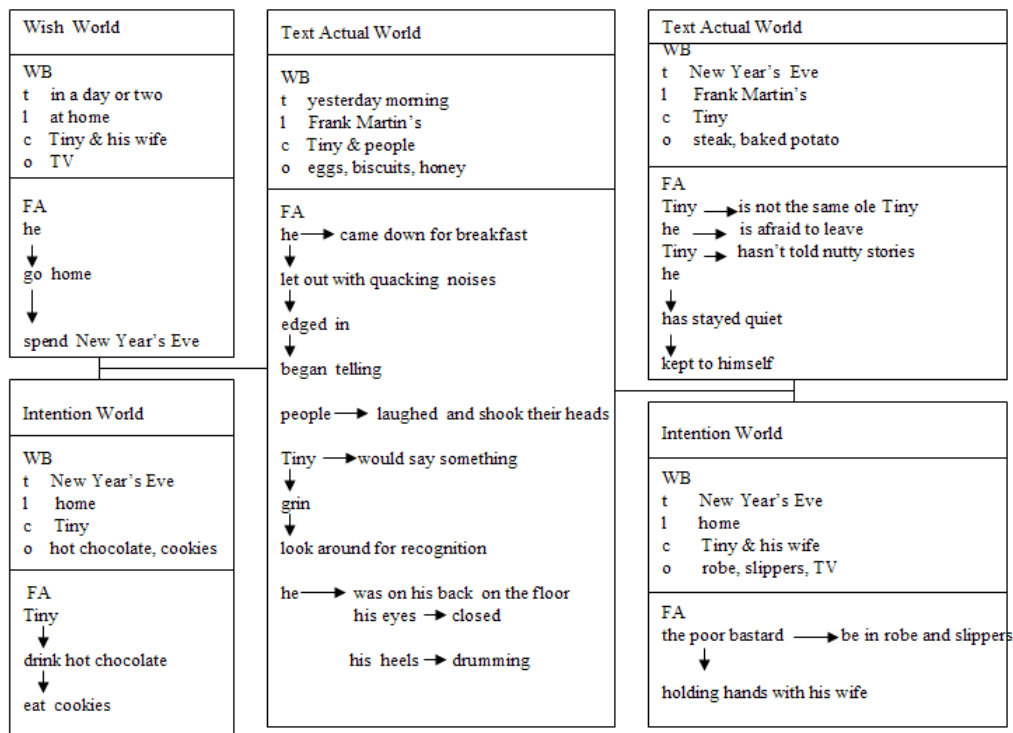 Wish World
WB
t in a day or two
l at home
c Tiny & his wife
o TV
FA
he
go home
spend New Year's Eve
Intention World
WB
t New Year's Eve
l home
c Tiny
o hot chocolate, cookies
FA
Tiny
drink hot chocolate
eat cookies
Text Actual World
WB
t yesterday morning
l Frank Martin's
c Tiny & people
o eggs, biscuits, honey
FA
he came down for breakfast
let out with quacking noises
edged in
began telling
people laughed and shook their heads
Tiny would say something
grin
look around for recognition
he was on his back on the floor
his eyes closed
his heels drumming
Text Actual World
WB
t New Year's Eve
l Frank Martin's
c Tiny
o steak, baked potato
FA
Tiny is not the same ole Tiny
he is afraid to leave
Tiny hasn't told nutty stories
he
has stayed quiet
kept to himself
Intention World
WB
t New Year's Eve
l home
c Tiny & his wife
o robe, slippers, TV
FA
the poor bastard be in robe and slippers
holding hands with his wife